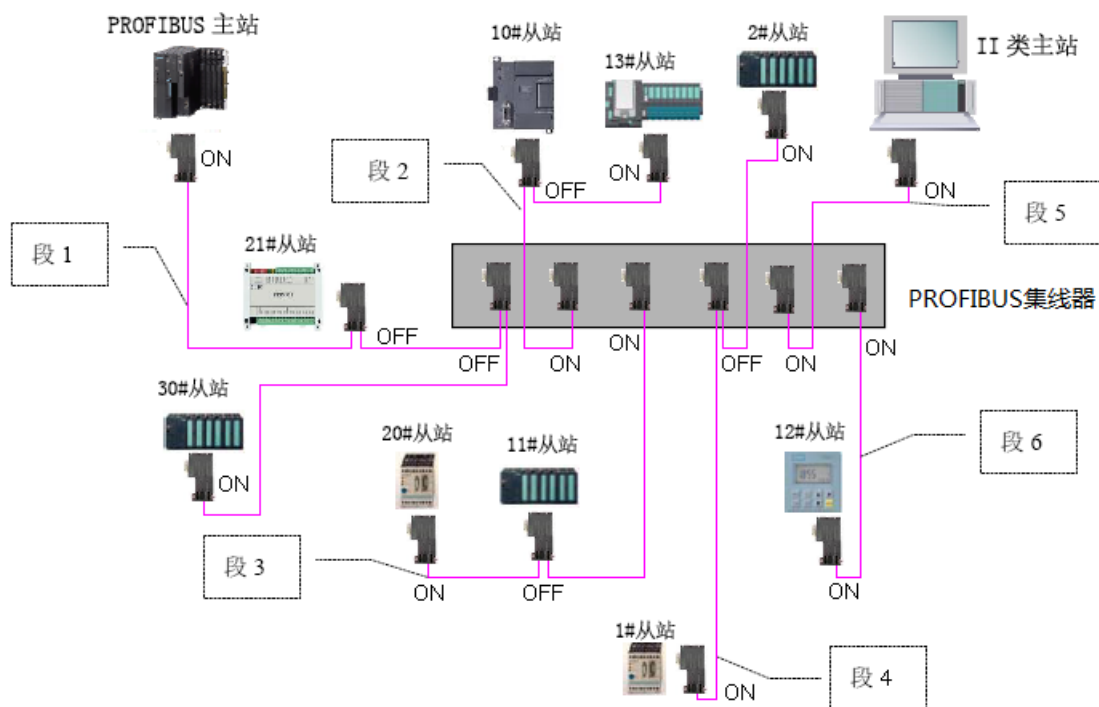 PROFIBUS 主站
10#从站
13#从站
2#从站
II 类主站
ON
OFF
ON
ON
ON
段 2
段 5
段 1
21#从站
PROFIBUS集线器
OFF
OFF
ON
ON
OFF
ON
ON
30#从站
ON
20#从站
11#从站
12#从站
段 6
段 3
ON
OFF
ON
1#从站
ON
段 4